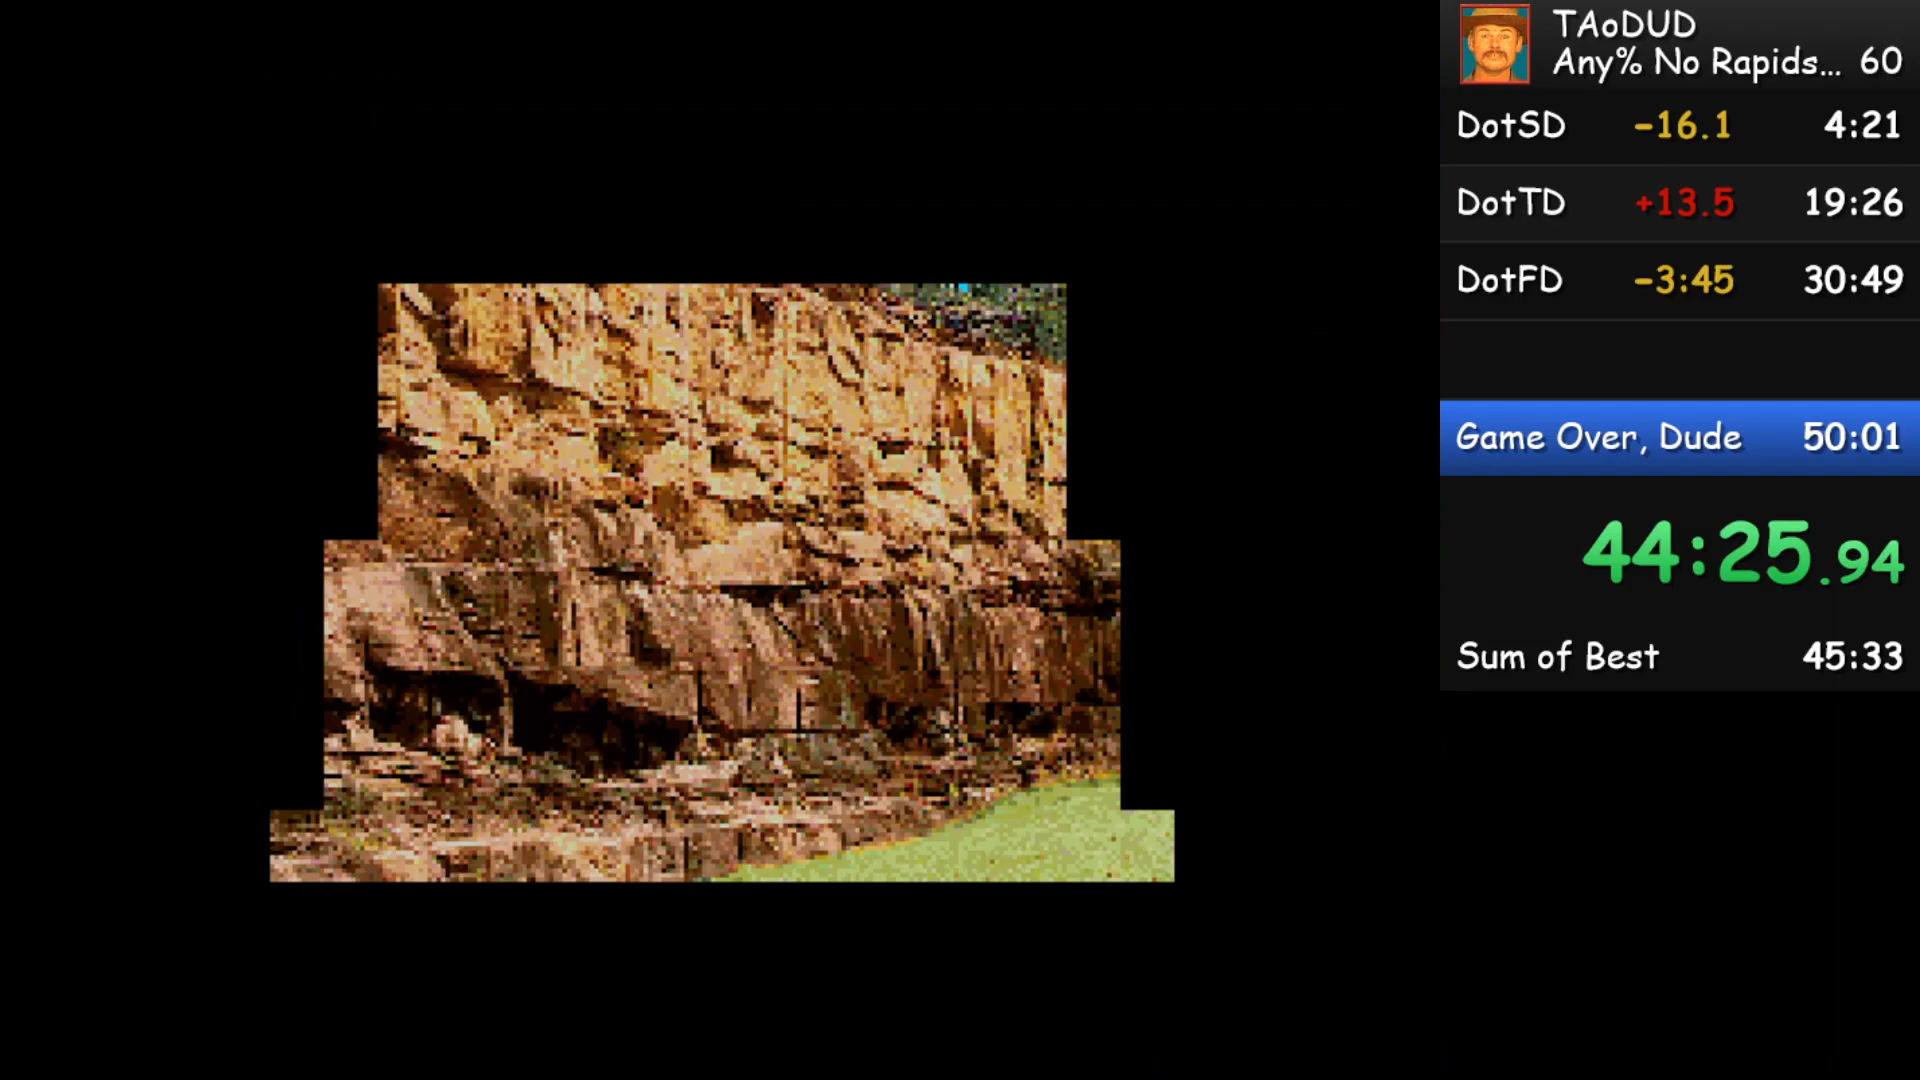 TAoDUD
Any% No Rapids... 60
DotSD -16.1 4:21
DotTD +13.5 19:26
DotFD -3:45 30:49
Game Over, Dude 50:01
44:25.94
Sum of Best 45:33